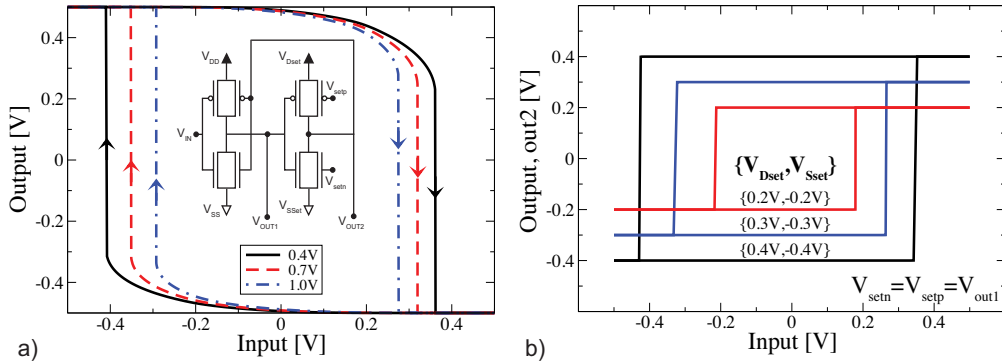 Output [V]
0.4
0.2
0
-0.2
-0.4
V_DD
V_Dset
V_setp
V_IN
V_setn
V_SS
V_SSet
V_OUT1
V_OUT2
0.4V
0.7V
1.0V
-0.4 -0.2 0 0.2 0.4
Input [V]
a)
Output, out2 [V]
0.4
0.2
0
-0.2
-0.4
{V_Dset,V_Sset}
{0.2V,-0.2V}
{0.3V,-0.3V}
{0.4V,-0.4V}
V_setn=V_setp=V_out1
-0.4 -0.2 0 0.2 0.4
Input [V]
b)